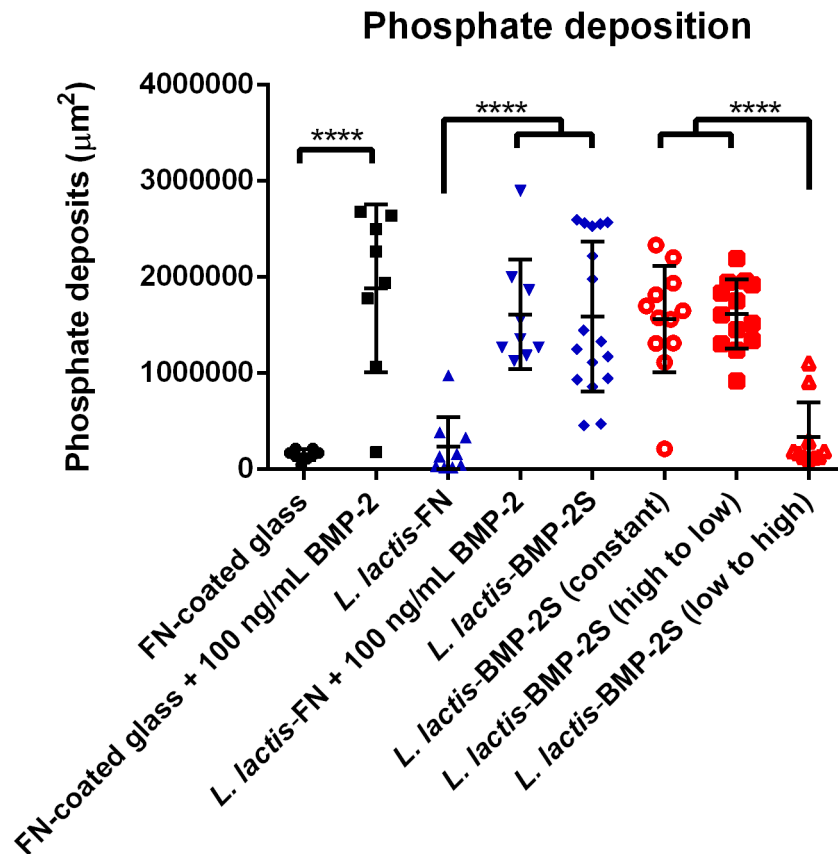 Phosphate deposition
Phosphate deposits (μm²)
4000000
3000000
2000000
1000000
0
****
****
****
FN-coated glass
FN-coated glass + 100 ng/mL BMP-2
L. lactis-FN
L. lactis-FN + 100 ng/mL BMP-2
L. lactis-BMP-2S
L. lactis-BMP-2S (constant)
L. lactis-BMP-2S (high to low)
L. lactis-BMP-2S (low to high)